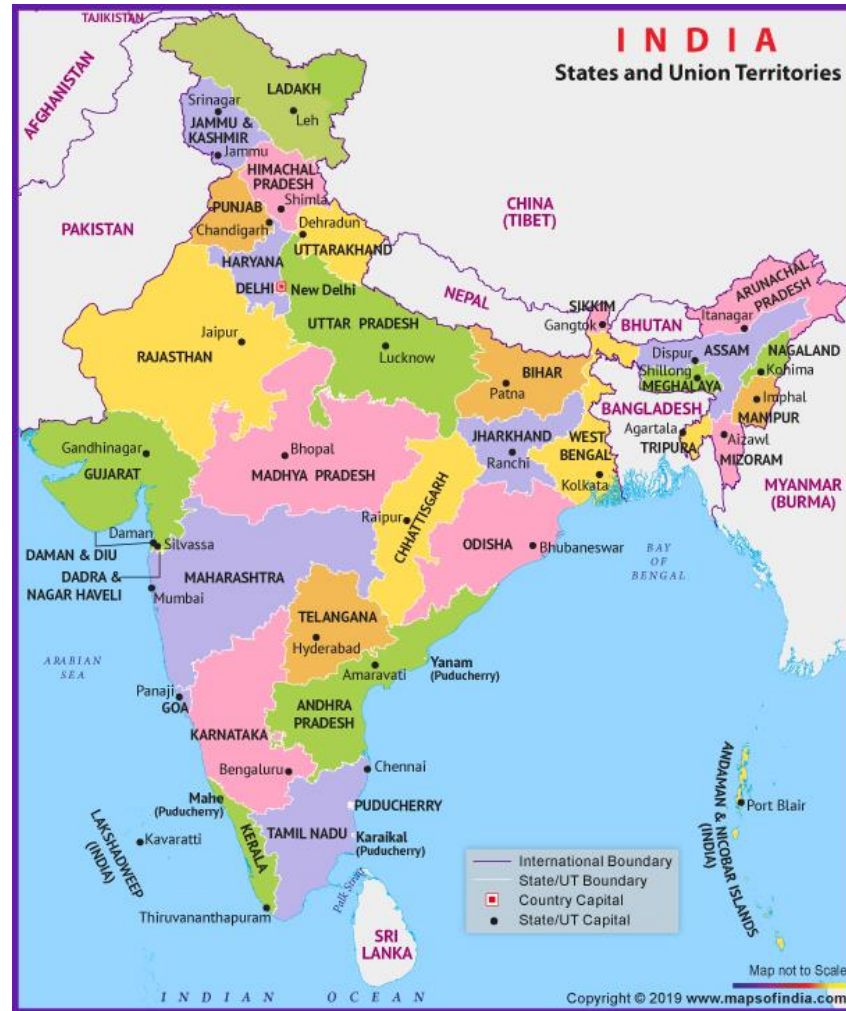 INDIA
States and Union Territories
TAJIKISTAN
AFGHANISTAN
PAKISTAN
CHINA
(TIBET)
NEPAL
BHUTAN
BANGLADESH
MYANMAR
(BURMA)
SRI
LANKA
LADAKH
Leh
Srinagar
JAMMU &
KASHMIR
Jammu
HIMACHAL
PRADESH
Shimla
PUNJAB
Chandigarh
Dehradun
UTTARAKHAND
HARYANA
DELHI
New Delhi
UTTAR PRADESH
Lucknow
Jaipur
RAJASTHAN
BIHAR
Patna
SIKKIM
Gangtok
ARUNACHAL
PRADESH
Itanagar
Dispur
ASSAM
NAGALAND
Kohima
Shillong
MEGHALAYA
Imphal
MANIPUR
Agartala
TRIPURA
Aizawl
MIZORAM
Gandhinagar
GUJARAT
Bhopal
MADHYA PRADESH
JHARKHAND
Ranchi
WEST
BENGAL
Kolkata
Raipur
CHHATTISGARH
ODISHA
Bhubaneswar
Daman
Silvassa
DAMAN & DIU
DADRA &
NAGAR HAVELI
MAHARASHTRA
Mumbai
TELANGANA
Hyderabad
Amaravati
Yanam
(Puducherry)
ANDHRA
PRADESH
Panaji
GOA
KARNATAKA
Bengaluru
Chennai
Mahe
(Puducherry)
PUDUCHERRY
TAMIL NADU
Karaikal
(Puducherry)
KERALA
Thiruvananthapuram
Kavaratti
LAKSHADWEEP
(INDIA)
Port Blair
ANDAMAN & NICOBAR ISLANDS
(INDIA)
ARABIAN
SEA
BAY
OF
BENGAL
Palk Strait
INDIAN OCEAN
International Boundary
State/UT Boundary
Country Capital
State/UT Capital
Map not to Scale
Copyright © 2019 www.mapsofindia.com